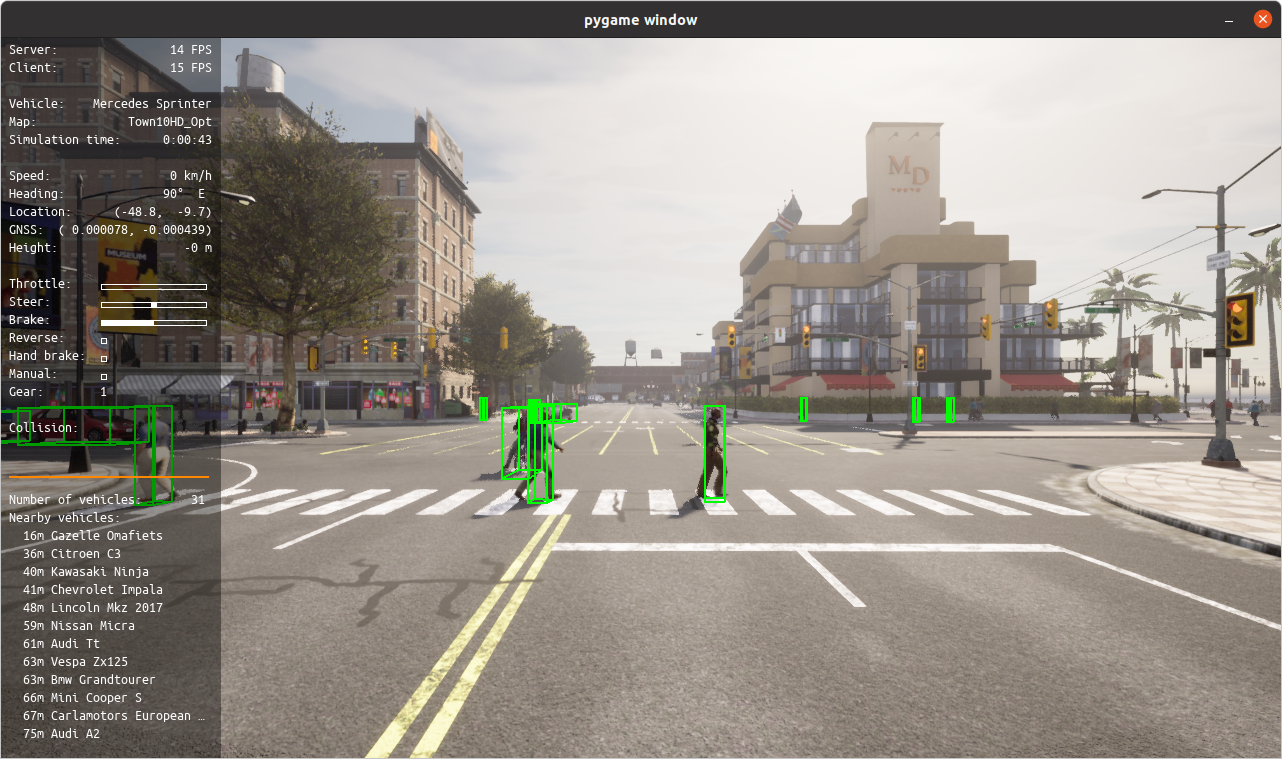 pygame window
Server: 14 FPS
Client: 15 FPS
Vehicle: Mercedes Sprinter
Map: Town10HD_Opt
Simulation time: 0:00:43
Speed: 0 km/h
Heading: 90° E
Location: (-48.8, -9.7)
GNSS: ( 0.000078, -0.000439)
Height: -0 m
Throttle:
Steer:
Brake:
Reverse:
Hand brake:
Manual:
Gear: 1
Collision:
Number of vehicles: 31
Nearby vehicles:
16m Gazelle Omafiets
36m Citroen C3
40m Kawasaki Ninja
41m Chevrolet Impala
48m Lincoln Mkz 2017
59m Nissan Micra
61m Audi Tt
63m Vespa Zx125
63m Bmw Grandtourer
66m Mini Cooper S
67m Carlamotors European …
75m Audi A2
MUSEUM
MD